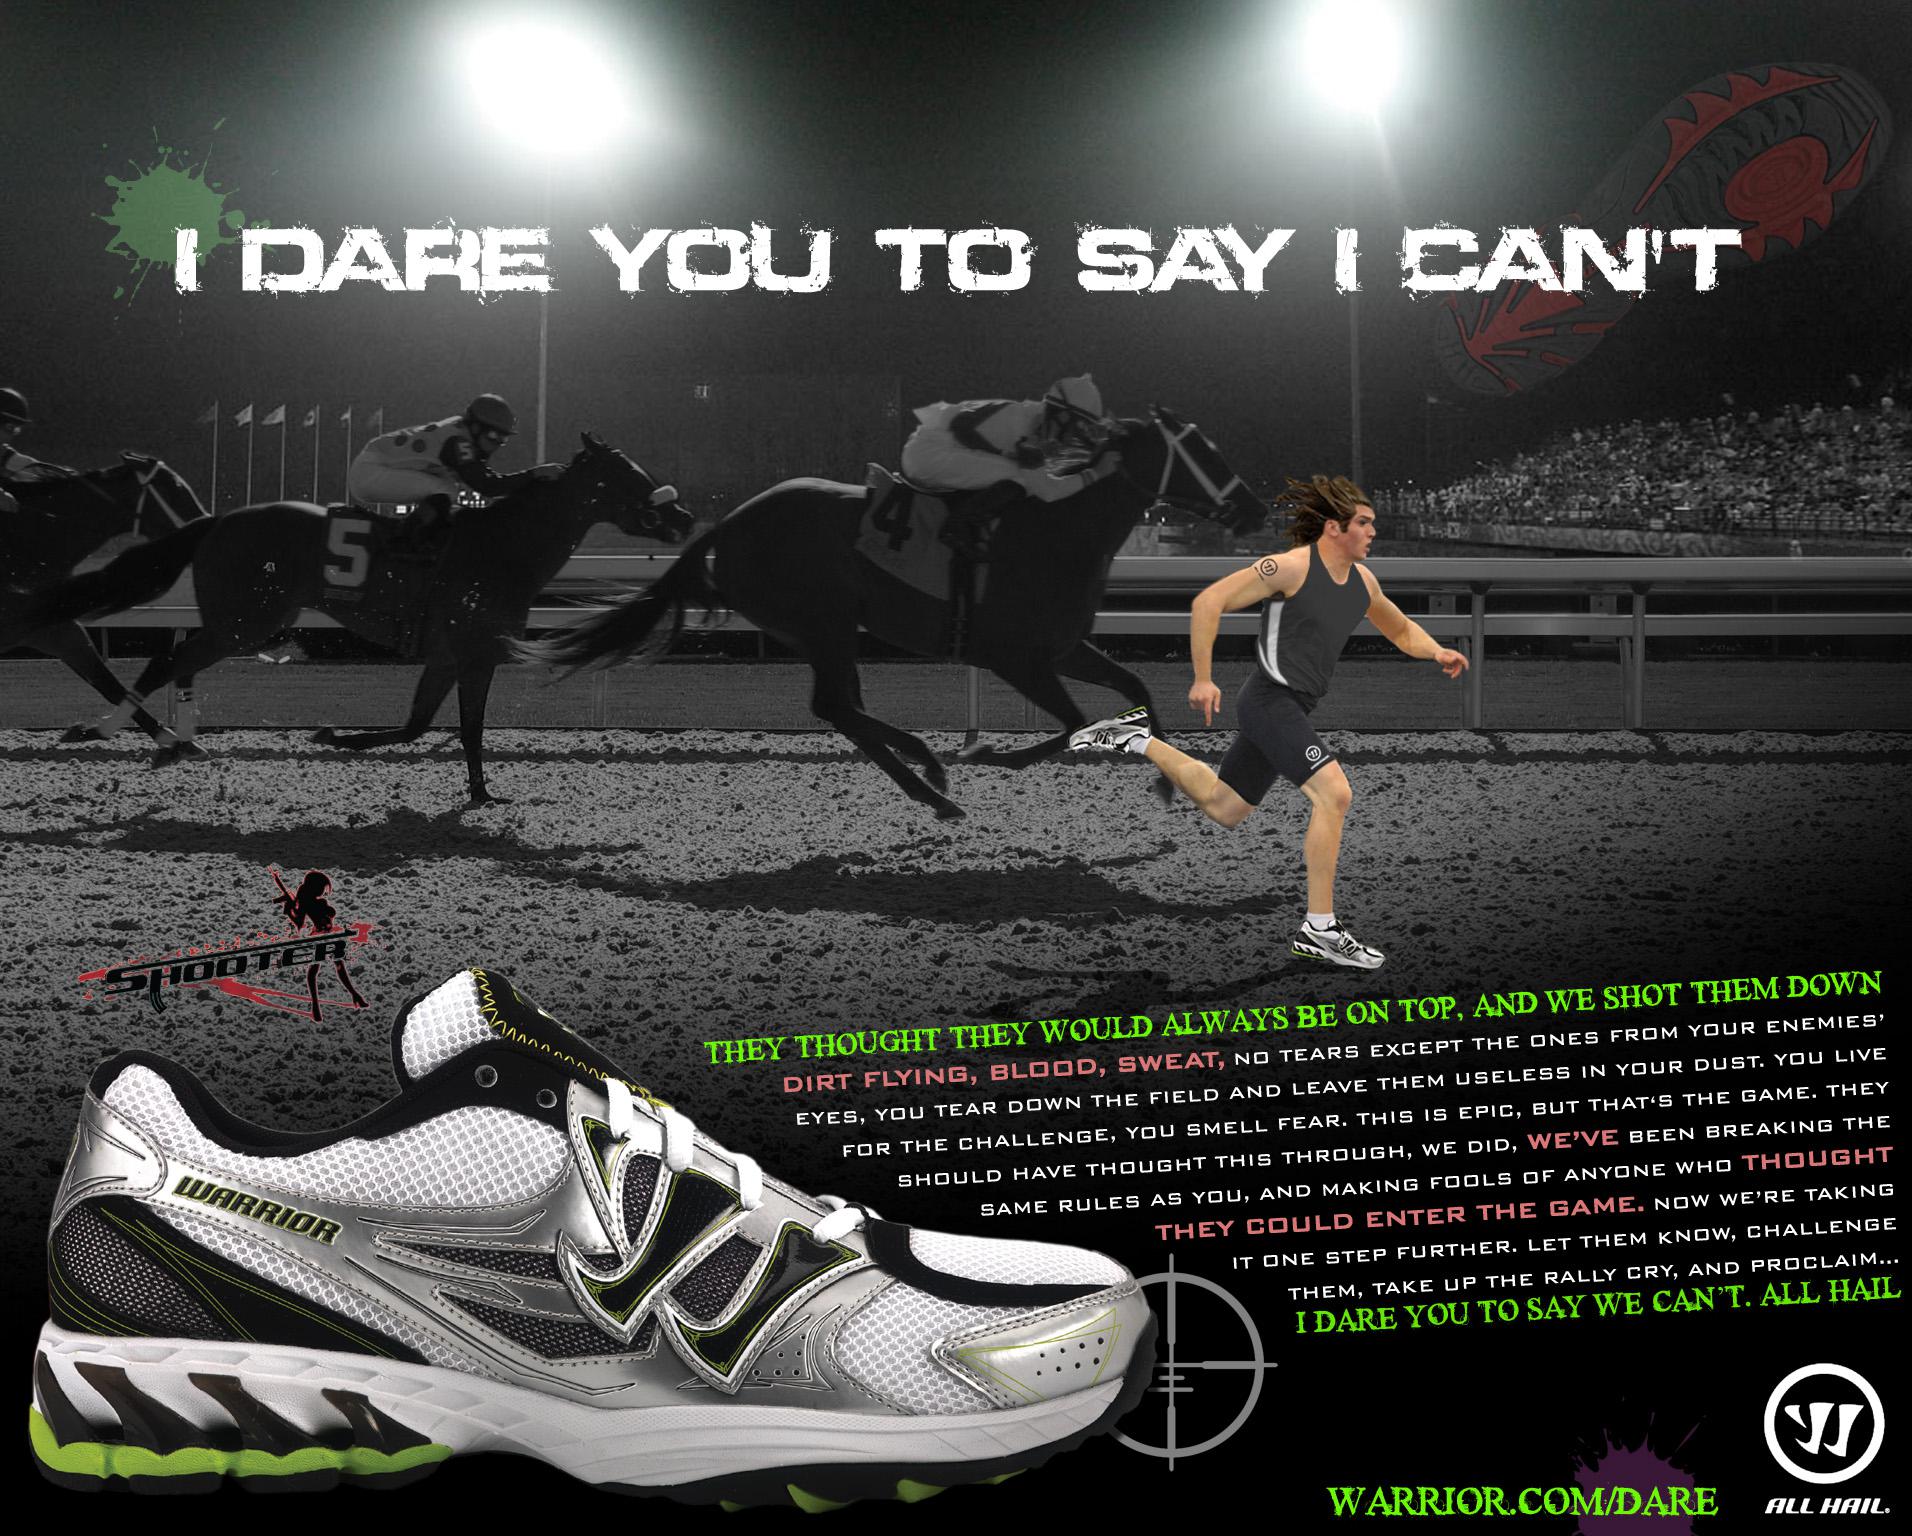 I DARE YOU TO SAY I CAN'T
5
5
4
SHOOTER
WARRIOR
THEY THOUGHT THEY WOULD ALWAYS BE ON TOP, AND WE SHOT THEM DOWN
DIRT FLYING, BLOOD, SWEAT, NO TEARS EXCEPT THE ONES FROM YOUR ENEMIES'
EYES, YOU TEAR DOWN THE FIELD AND LEAVE THEM USELESS IN YOUR DUST. YOU LIVE
FOR THE CHALLENGE, YOU SMELL FEAR. THIS IS EPIC, BUT THAT'S THE GAME. THEY
SHOULD HAVE THOUGHT THIS THROUGH, WE DID, WE'VE BEEN BREAKING THE
SAME RULES AS YOU, AND MAKING FOOLS OF ANYONE WHO THOUGHT
THEY COULD ENTER THE GAME. NOW WE'RE TAKING
IT ONE STEP FURTHER. LET THEM KNOW, CHALLENGE
THEM, TAKE UP THE RALLY CRY, AND PROCLAIM...
I DARE YOU TO SAY WE CAN'T. ALL HAIL
WARRIOR.COM/DARE
ALL HAIL.